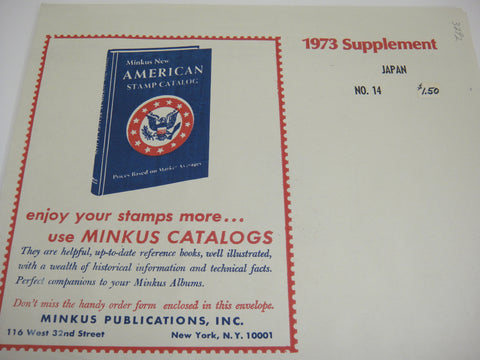 3292
1973 Supplement
JAPAN
NO. 14 $1.50
Minkus New
AMERICAN
STAMP CATALOG
Prices Based on Market Averages
enjoy your stamps more...
use MINKUS CATALOGS
They are helpful, up-to-date reference books, well illustrated,
with a wealth of historical information and technical facts.
Perfect companions to your Minkus Albums.
Don't miss the handy order form enclosed in this envelope.
MINKUS PUBLICATIONS, INC.
116 West 32nd Street New York, N.Y. 10001